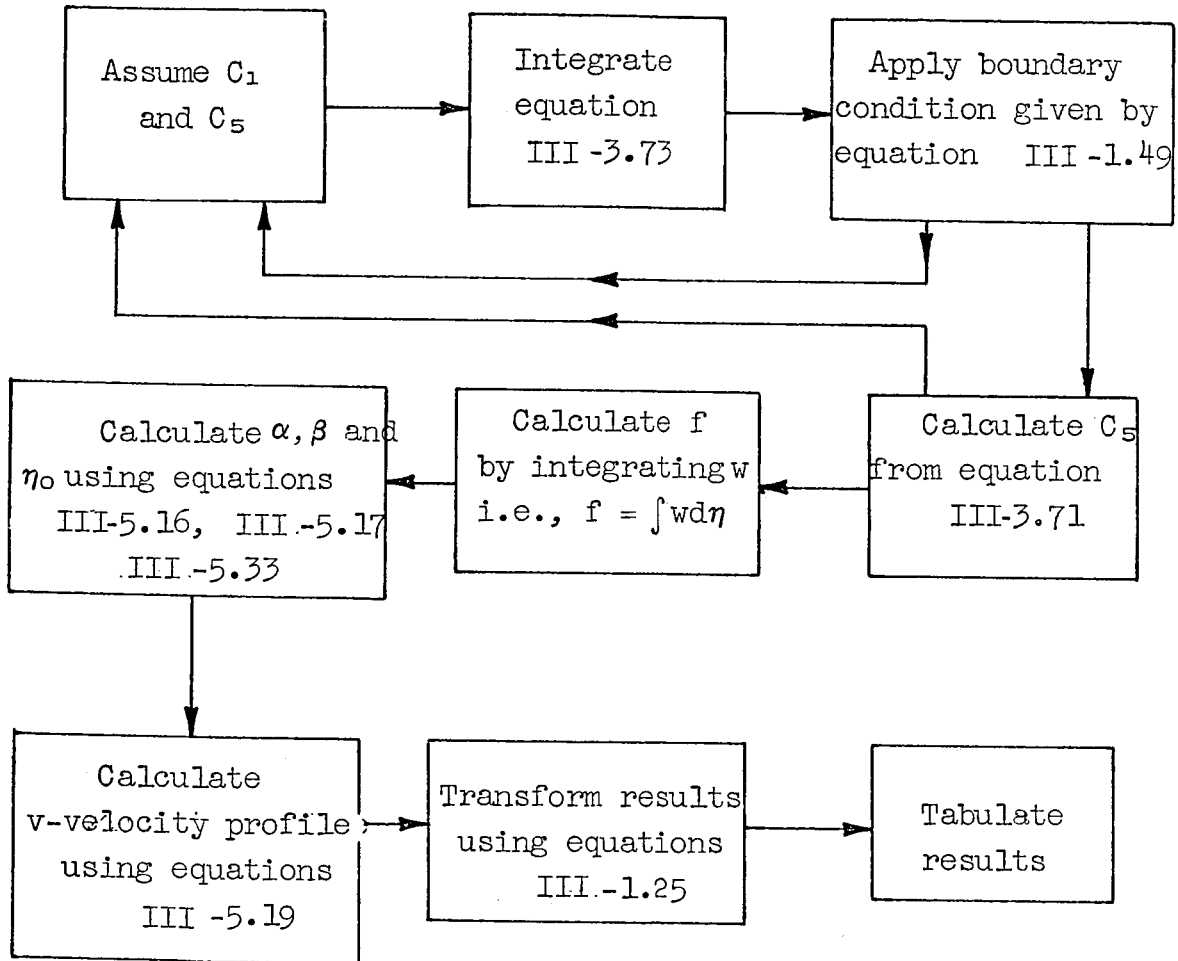 Assume C₁
and C₅
Integrate
equation
III -3.73
Apply boundary
condition given by
equation III -1.49
Calculate C₅
from equation
III-3.71
Calculate f
by integrating w
i.e., f = ∫wdη
Calculate α, β and
η₀ using equations
III-5.16, III.-5.17
.III.-5.33
Calculate
v-velocity profile
using equations
III -5.19
Transform results
using equations
III.-1.25
Tabulate
results